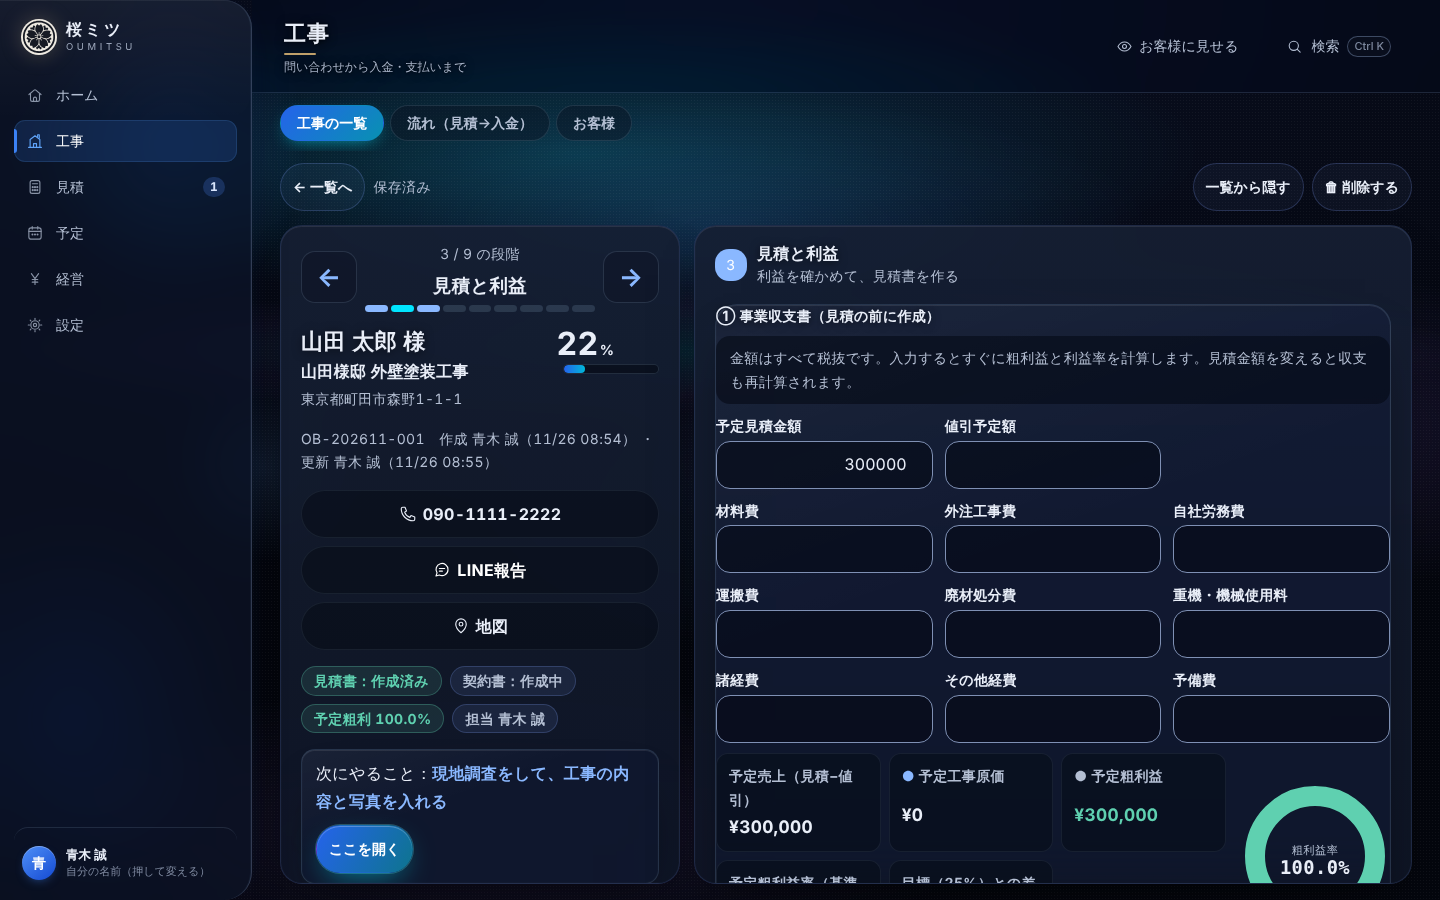 桜ミツ
OUMITSU
ホーム
工事
見積
1
予定
経営
設定
青
青木 誠
自分の名前（押して変える）
工事
問い合わせから入金・支払いまで
お客様に見せる
検索
Ctrl K
工事の一覧
流れ（見積→入金）
お客様
← 一覧へ
保存済み
一覧から隠す
削除する
3 / 9 の段階
見積と利益
山田 太郎 様
22%
山田様邸 外壁塗装工事
東京都町田市森野1-1-1
OB-202611-001　作成 青木 誠（11/26 08:54） ・
更新 青木 誠（11/26 08:55）
090-1111-2222
LINE報告
地図
見積書：作成済み
契約書：作成中
予定粗利 100.0%
担当 青木 誠
次にやること：現地調査をして、工事の内
容と写真を入れる
ここを開く
3
見積と利益
利益を確かめて、見積書を作る
① 事業収支書（見積の前に作成）
金額はすべて税抜です。入力するとすぐに粗利益と利益率を計算します。見積金額を変えると収支
も再計算されます。
予定見積金額
値引予定額
300000
材料費
外注工事費
自社労務費
運搬費
廃材処分費
重機・機械使用料
諸経費
その他経費
予備費
予定売上（見積−値
引）
¥300,000
予定工事原価
¥0
予定粗利益
¥300,000
粗利益率
100.0%
予定粗利益率（基準
目標（25%）との差